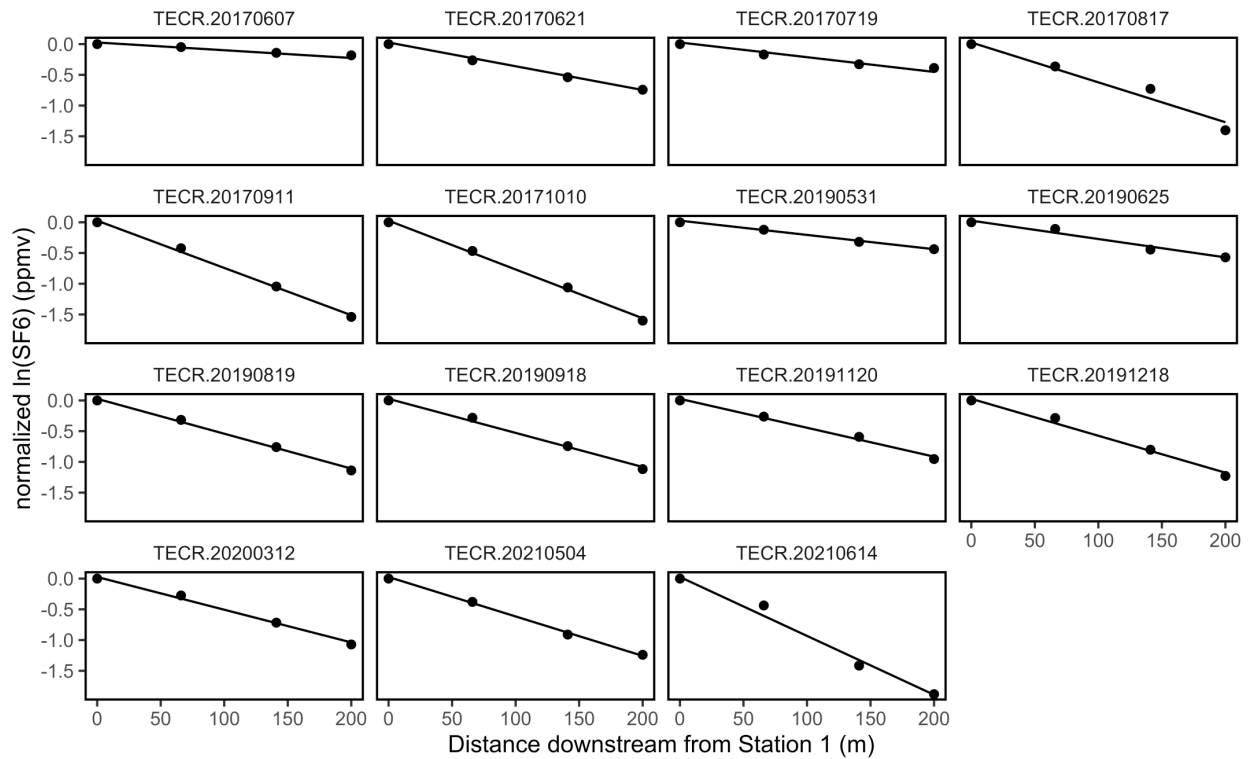 TECR.20170607 TECR.20170621 TECR.20170719 TECR.20170817
0.0
-0.5
-1.0
-1.5
TECR.20170911 TECR.20171010 TECR.20190531 TECR.20190625
0.0
-0.5
-1.0
-1.5
normalized ln(SF6) (ppmv)
TECR.20190819 TECR.20190918 TECR.20191120 TECR.20191218
0.0
-0.5
-1.0
-1.5
0 50 100 150 200
TECR.20200312 TECR.20210504 TECR.20210614
0.0
-0.5
-1.0
-1.5
0 50 100 150 200 0 50 100 150 200 0 50 100 150 200
Distance downstream from Station 1 (m)